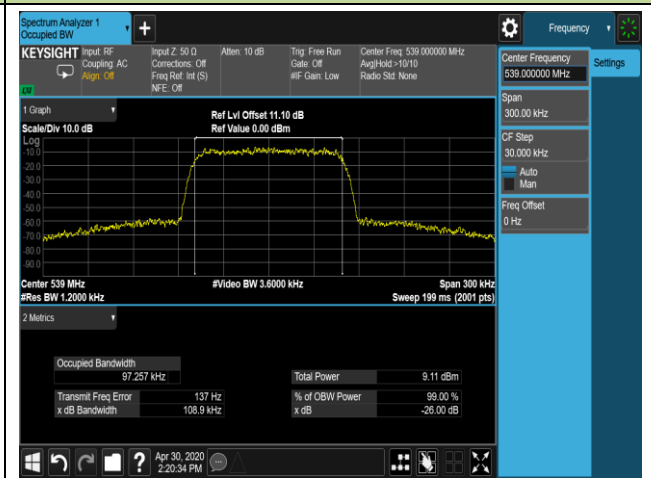 Spectrum Analyzer 1
Occupied BW
Frequency
KEYSIGHT
Input: RF
Coupling: AC
Align: Off
Input Z: 50 Ω
Corrections: Off
Freq Ref: Int (S)
NFE: Off
Atten: 10 dB
Trig: Free Run
Gate: Off
#IF Gain: Low
Center Freq: 539.000000 MHz
Avg|Hold:>10/10
Radio Std: None
Center Frequency
539.000000 MHz
Settings
Span
300.00 kHz
CF Step
30.000 kHz
Auto
Man
Freq Offset
0 Hz
1 Graph
Scale/Div 10.0 dB
Ref Lvl Offset 11.10 dB
Ref Value 0.00 dBm
Log
-10.0
-20.0
-30.0
-40.0
-50.0
-60.0
-70.0
-80.0
-90.0
Center 539 MHz
#Video BW 3.6000 kHz
Span 300 kHz
#Res BW 1.2000 kHz
Sweep 199 ms (2001 pts)
2 Metrics
Occupied Bandwidth
97.257 kHz
Total Power 9.11 dBm
Transmit Freq Error 137 Hz
% of OBW Power 99.00 %
x dB Bandwidth 108.9 kHz
x dB -26.00 dB
?
Apr 30, 2020
2:20:34 PM